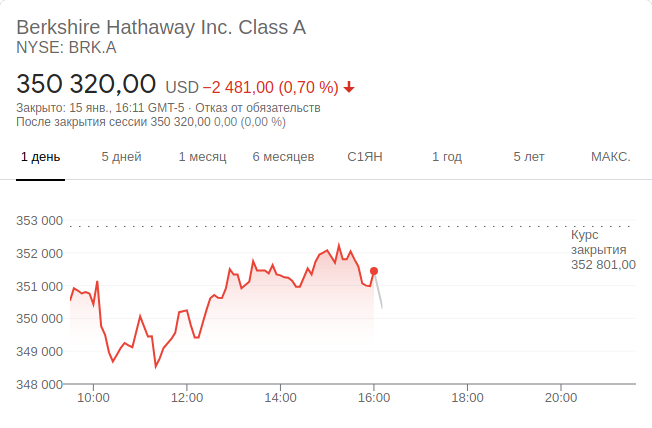 Berkshire Hathaway Inc. Class A
NYSE: BRK.A
350 320,00 USD −2 481,00 (0,70 %)
Закрыто: 15 янв., 16:11 GMT-5 · Отказ от обязательств
После закрытия сессии 350 320,00 0,00 (0,00 %)
1 день 5 дней 1 месяц 6 месяцев С1ЯН 1 год 5 лет МАКС.
353 000
Курс
352 000
закрытия
352 801,00
351 000
350 000
349 000
348 000
10:00 12:00 14:00 16:00 18:00 20:00